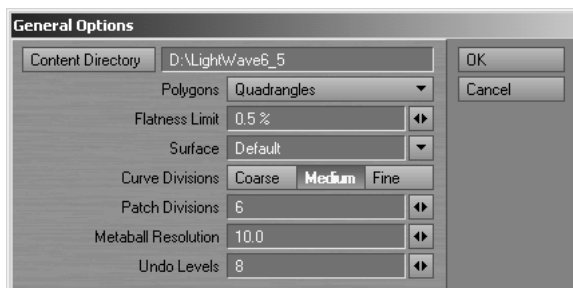 General Options
Content Directory D:\LightWave6_5 OK
Polygons Quadrangles Cancel
Flatness Limit 0.5 %
Surface Default
Curve Divisions Coarse Medium Fine
Patch Divisions 6
Metaball Resolution 10.0
Undo Levels 8